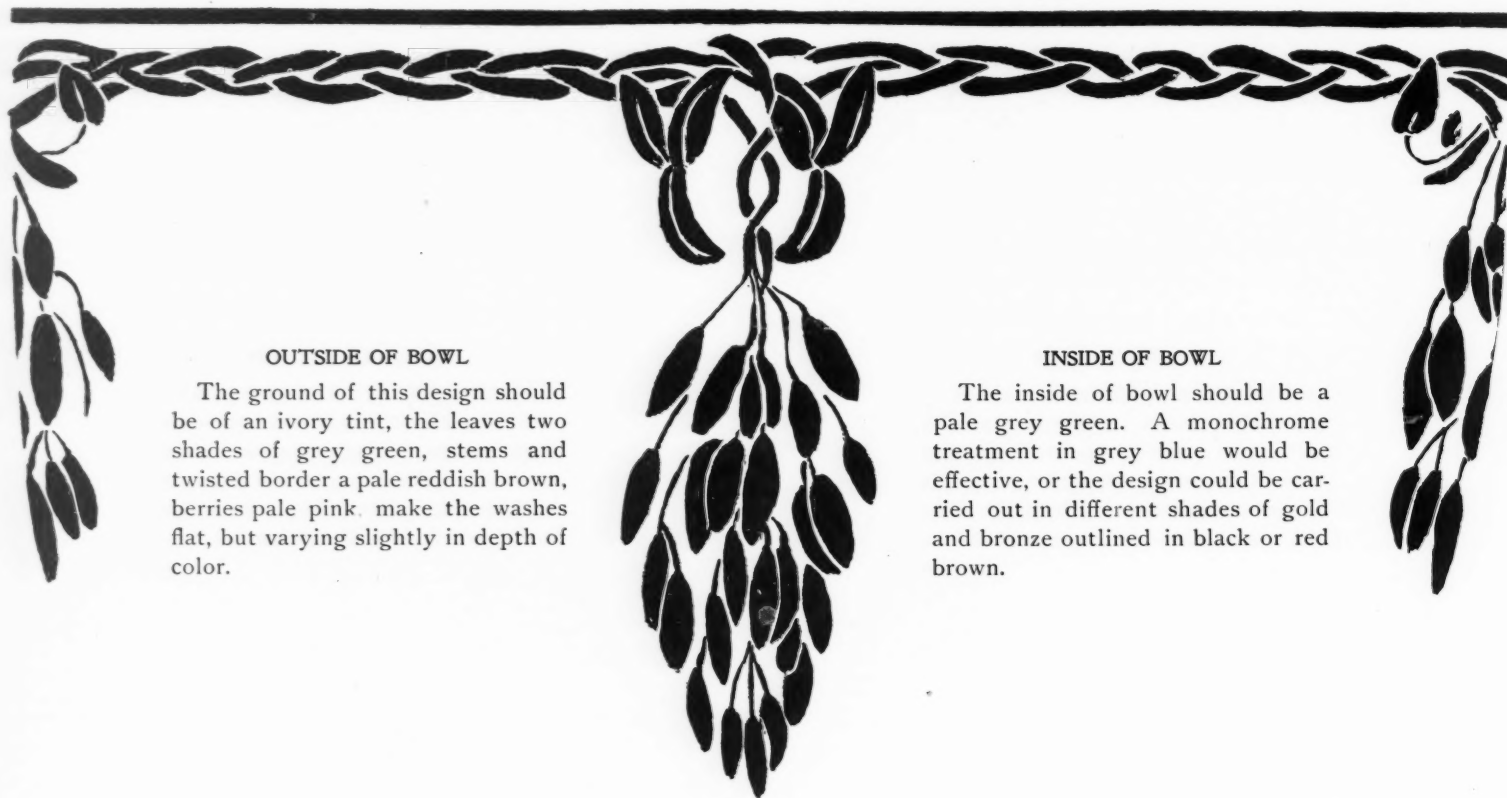 OUTSIDE OF BOWL
The ground of this design should
be of an ivory tint, the leaves two
shades of grey green, stems and
twisted border a pale reddish brown,
berries pale pink. make the washes
flat, but varying slightly in depth of
color.
INSIDE OF BOWL
The inside of bowl should be a
pale grey green. A monochrome
treatment in grey blue would be
effective, or the design could be car-
ried out in different shades of gold
and bronze outlined in black or red
brown.